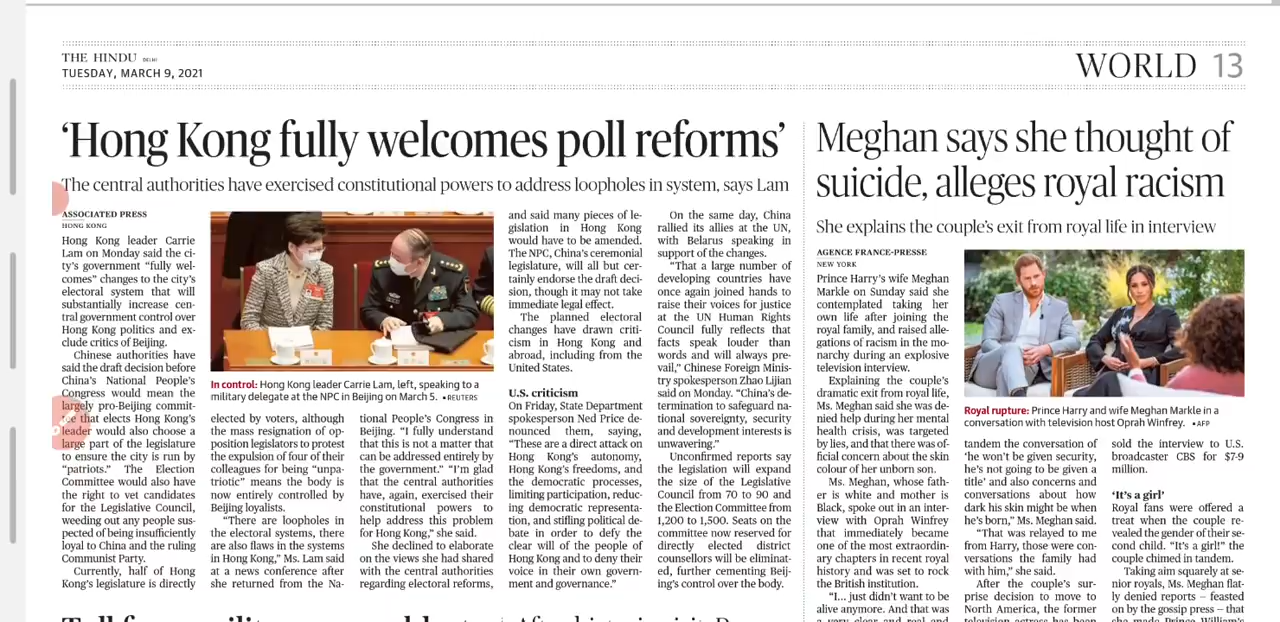 THE HINDU DELHI
TUESDAY, MARCH 9, 2021
WORLD 13
‘Hong Kong fully welcomes poll reforms’
The central authorities have exercised constitutional powers to address loopholes in system, says Lam
ASSOCIATED PRESS
HONG KONG
Hong Kong leader Carrie
Lam on Monday said the ci-
ty’s government “fully wel-
comes” changes to the city’s
electoral system that will
substantially increase cen-
tral government control over
Hong Kong politics and ex-
clude critics of Beijing.
Chinese authorities have
said the draft decision before
China’s National People’s
Congress would mean the
largely pro-Beijing commit-
tee that elects Hong Kong’s
leader would also choose a
large part of the legislature
to ensure the city is run by
“patriots.” The Election
Committee would also have
the right to vet candidates
for the Legislative Council,
weeding out any people sus-
pected of being insufficiently
loyal to China and the ruling
Communist Party.
Currently, half of Hong
Kong’s legislature is directly
In control: Hong Kong leader Carrie Lam, left, speaking to a
military delegate at the NPC in Beijing on March 5. •REUTERS
elected by voters, although
the mass resignation of op-
position legislators to protest
the expulsion of four of their
colleagues for being “unpa-
triotic” means the body is
now entirely controlled by
Beijing loyalists.
“There are loopholes in
the electoral systems, there
are also flaws in the systems
in Hong Kong,” Ms. Lam said
at a news conference after
she returned from the Na-
tional People’s Congress in
Beijing. “I fully understand
that this is not a matter that
can be addressed entirely by
the government.” “I’m glad
that the central authorities
have, again, exercised their
constitutional powers to
help address this problem
for Hong Kong,” she said.
She declined to elaborate
on the views she had shared
with the central authorities
regarding electoral reforms,
and said many pieces of le-
gislation in Hong Kong
would have to be amended.
The NPC, China’s ceremonial
legislature, will all but cer-
tainly endorse the draft deci-
sion, though it may not take
immediate legal effect.
The planned electoral
changes have drawn criti-
cism in Hong Kong and
abroad, including from the
United States.
U.S. criticism
On Friday, State Department
spokesperson Ned Price de-
nounced them, saying,
“These are a direct attack on
Hong Kong’s autonomy,
Hong Kong’s freedoms, and
the democratic processes,
limiting participation, reduc-
ing democratic representa-
tion, and stifling political de-
bate in order to defy the
clear will of the people of
Hong Kong and to deny their
voice in their own govern-
ment and governance.”
On the same day, China
rallied its allies at the UN,
with Belarus speaking in
support of the changes.
“That a large number of
developing countries have
once again joined hands to
raise their voices for justice
at the UN Human Rights
Council fully reflects that
facts speak louder than
words and will always pre-
vail,” Chinese Foreign Minis-
try spokesperson Zhao Lijian
said on Monday. “China’s de-
termination to safeguard na-
tional sovereignty, security
and development interests is
unwavering.”
Unconfirmed reports say
the legislation will expand
the size of the Legislative
Council from 70 to 90 and
the Election Committee from
1,200 to 1,500. Seats on the
committee now reserved for
directly elected district
counsellors will be eliminat-
ed, further cementing Beij-
ing’s control over the body.
Meghan says she thought of
suicide, alleges royal racism
She explains the couple’s exit from royal life in interview
AGENCE FRANCE-PRESSE
NEW YORK
Prince Harry’s wife Meghan
Markle on Sunday said she
contemplated taking her
own life after joining the
royal family, and raised alle-
gations of racism in the mo-
narchy during an explosive
television interview.
Explaining the couple’s
dramatic exit from royal life,
Ms. Meghan said she was de-
nied help during her mental
health crisis, was targeted
by lies, and that there was of-
ficial concern about the skin
colour of her unborn son.
Ms. Meghan, whose fath-
er is white and mother is
Black, spoke out in an inter-
view with Oprah Winfrey
that immediately became
one of the most extraordin-
ary chapters in recent royal
history and was set to rock
the British institution.
“I... just didn’t want to be
alive anymore. And that was
a very clear and real and
Royal rupture: Prince Harry and wife Meghan Markle in a
conversation with television host Oprah Winfrey. •AFP
tandem the conversation of
‘he won’t be given security,
he’s not going to be given a
title’ and also concerns and
conversations about how
dark his skin might be when
he’s born,” Ms. Meghan said.
“That was relayed to me
from Harry, those were con-
versations the family had
with him,” she said.
After the couple’s sur-
prise decision to move to
North America, the former
television actress has been
sold the interview to U.S.
broadcaster CBS for $7-9
million.
‘It’s a girl’
Royal fans were offered a
treat when the couple re-
vealed the gender of their se-
cond child. “It’s a girl!” the
couple chimed in tandem.
Taking aim squarely at se-
nior royals, Ms. Meghan flat-
ly denied reports – feasted
on by the gossip press – that
she made Prince William’s